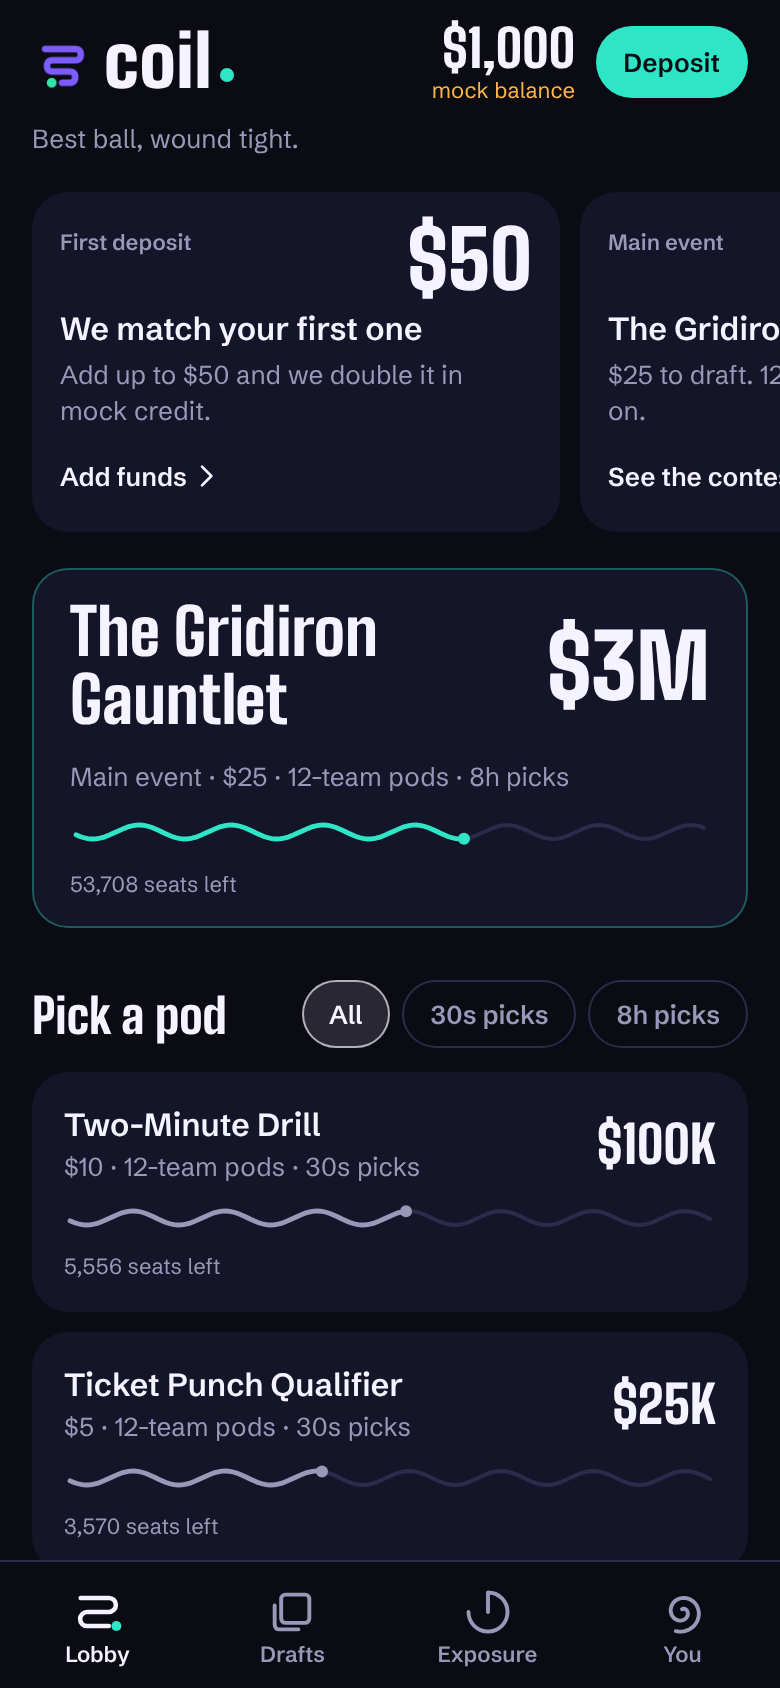 coil.
$1,000
mock balance
Deposit
Best ball, wound tight.
First deposit
$50
We match your first one
Add up to $50 and we double it in
mock credit.
Add funds
Main event
The Gridiro
$25 to draft. 12
on.
See the conte
The Gridiron
Gauntlet
$3M
Main event · $25 · 12-team pods · 8h picks
53,708 seats left
Pick a pod
All
30s picks
8h picks
Two-Minute Drill
$100K
$10 · 12-team pods · 30s picks
5,556 seats left
Ticket Punch Qualifier
$25K
$5 · 12-team pods · 30s picks
3,570 seats left
Lobby
Drafts
Exposure
You